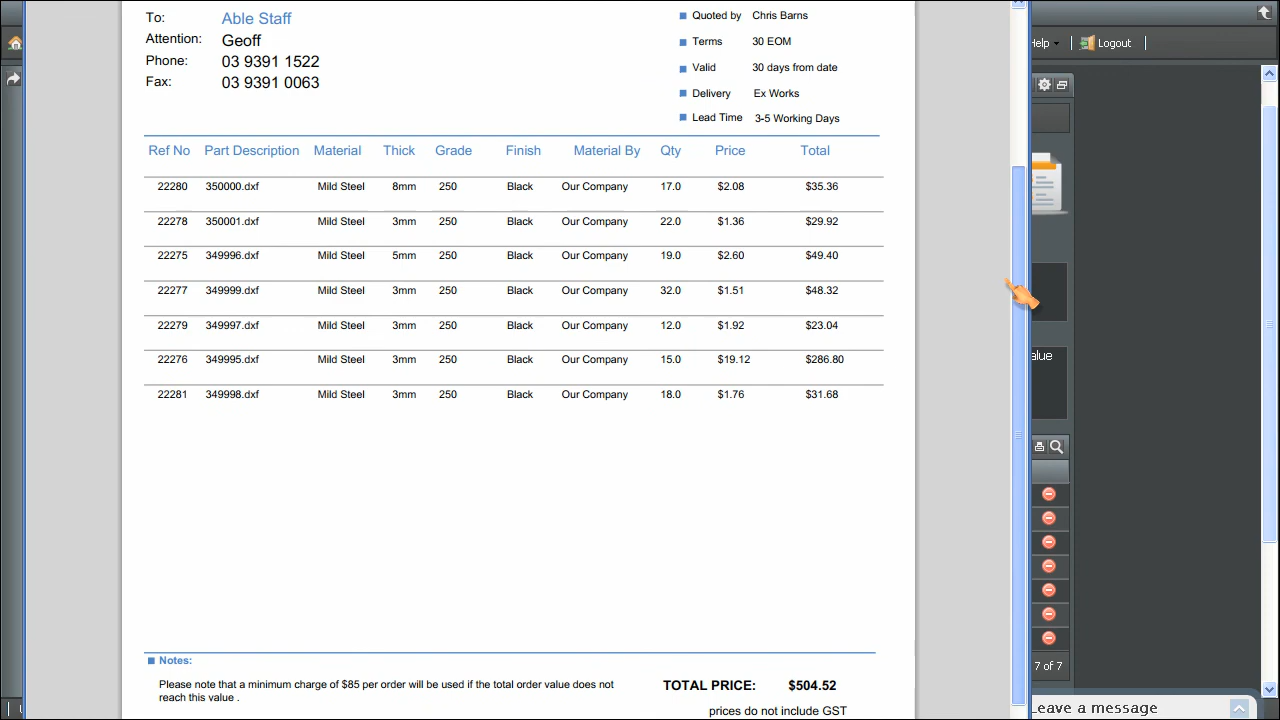 To: Able Staff
Attention: Geoff
Phone: 03 9391 1522
Fax: 03 9391 0063
Quoted by Chris Barns
Terms 30 EOM
Valid 30 days from date
Delivery Ex Works
Lead Time 3-5 Working Days
Ref No Part Description Material Thick Grade Finish Material By Qty Price Total
22280 350000.dxf Mild Steel 8mm 250 Black Our Company 17.0 $2.08 $35.36
22278 350001.dxf Mild Steel 3mm 250 Black Our Company 22.0 $1.36 $29.92
22275 349996.dxf Mild Steel 5mm 250 Black Our Company 19.0 $2.60 $49.40
22277 349999.dxf Mild Steel 3mm 250 Black Our Company 32.0 $1.51 $48.32
22279 349997.dxf Mild Steel 3mm 250 Black Our Company 12.0 $1.92 $23.04
22276 349995.dxf Mild Steel 3mm 250 Black Our Company 15.0 $19.12 $286.80
22281 349998.dxf Mild Steel 3mm 250 Black Our Company 18.0 $1.76 $31.68
Notes:
Please note that a minimum charge of $85 per order will be used if the total order value does not
reach this value .
TOTAL PRICE: $504.52
prices do not include GST
Help Logout
alue
7 of 7
Leave a message